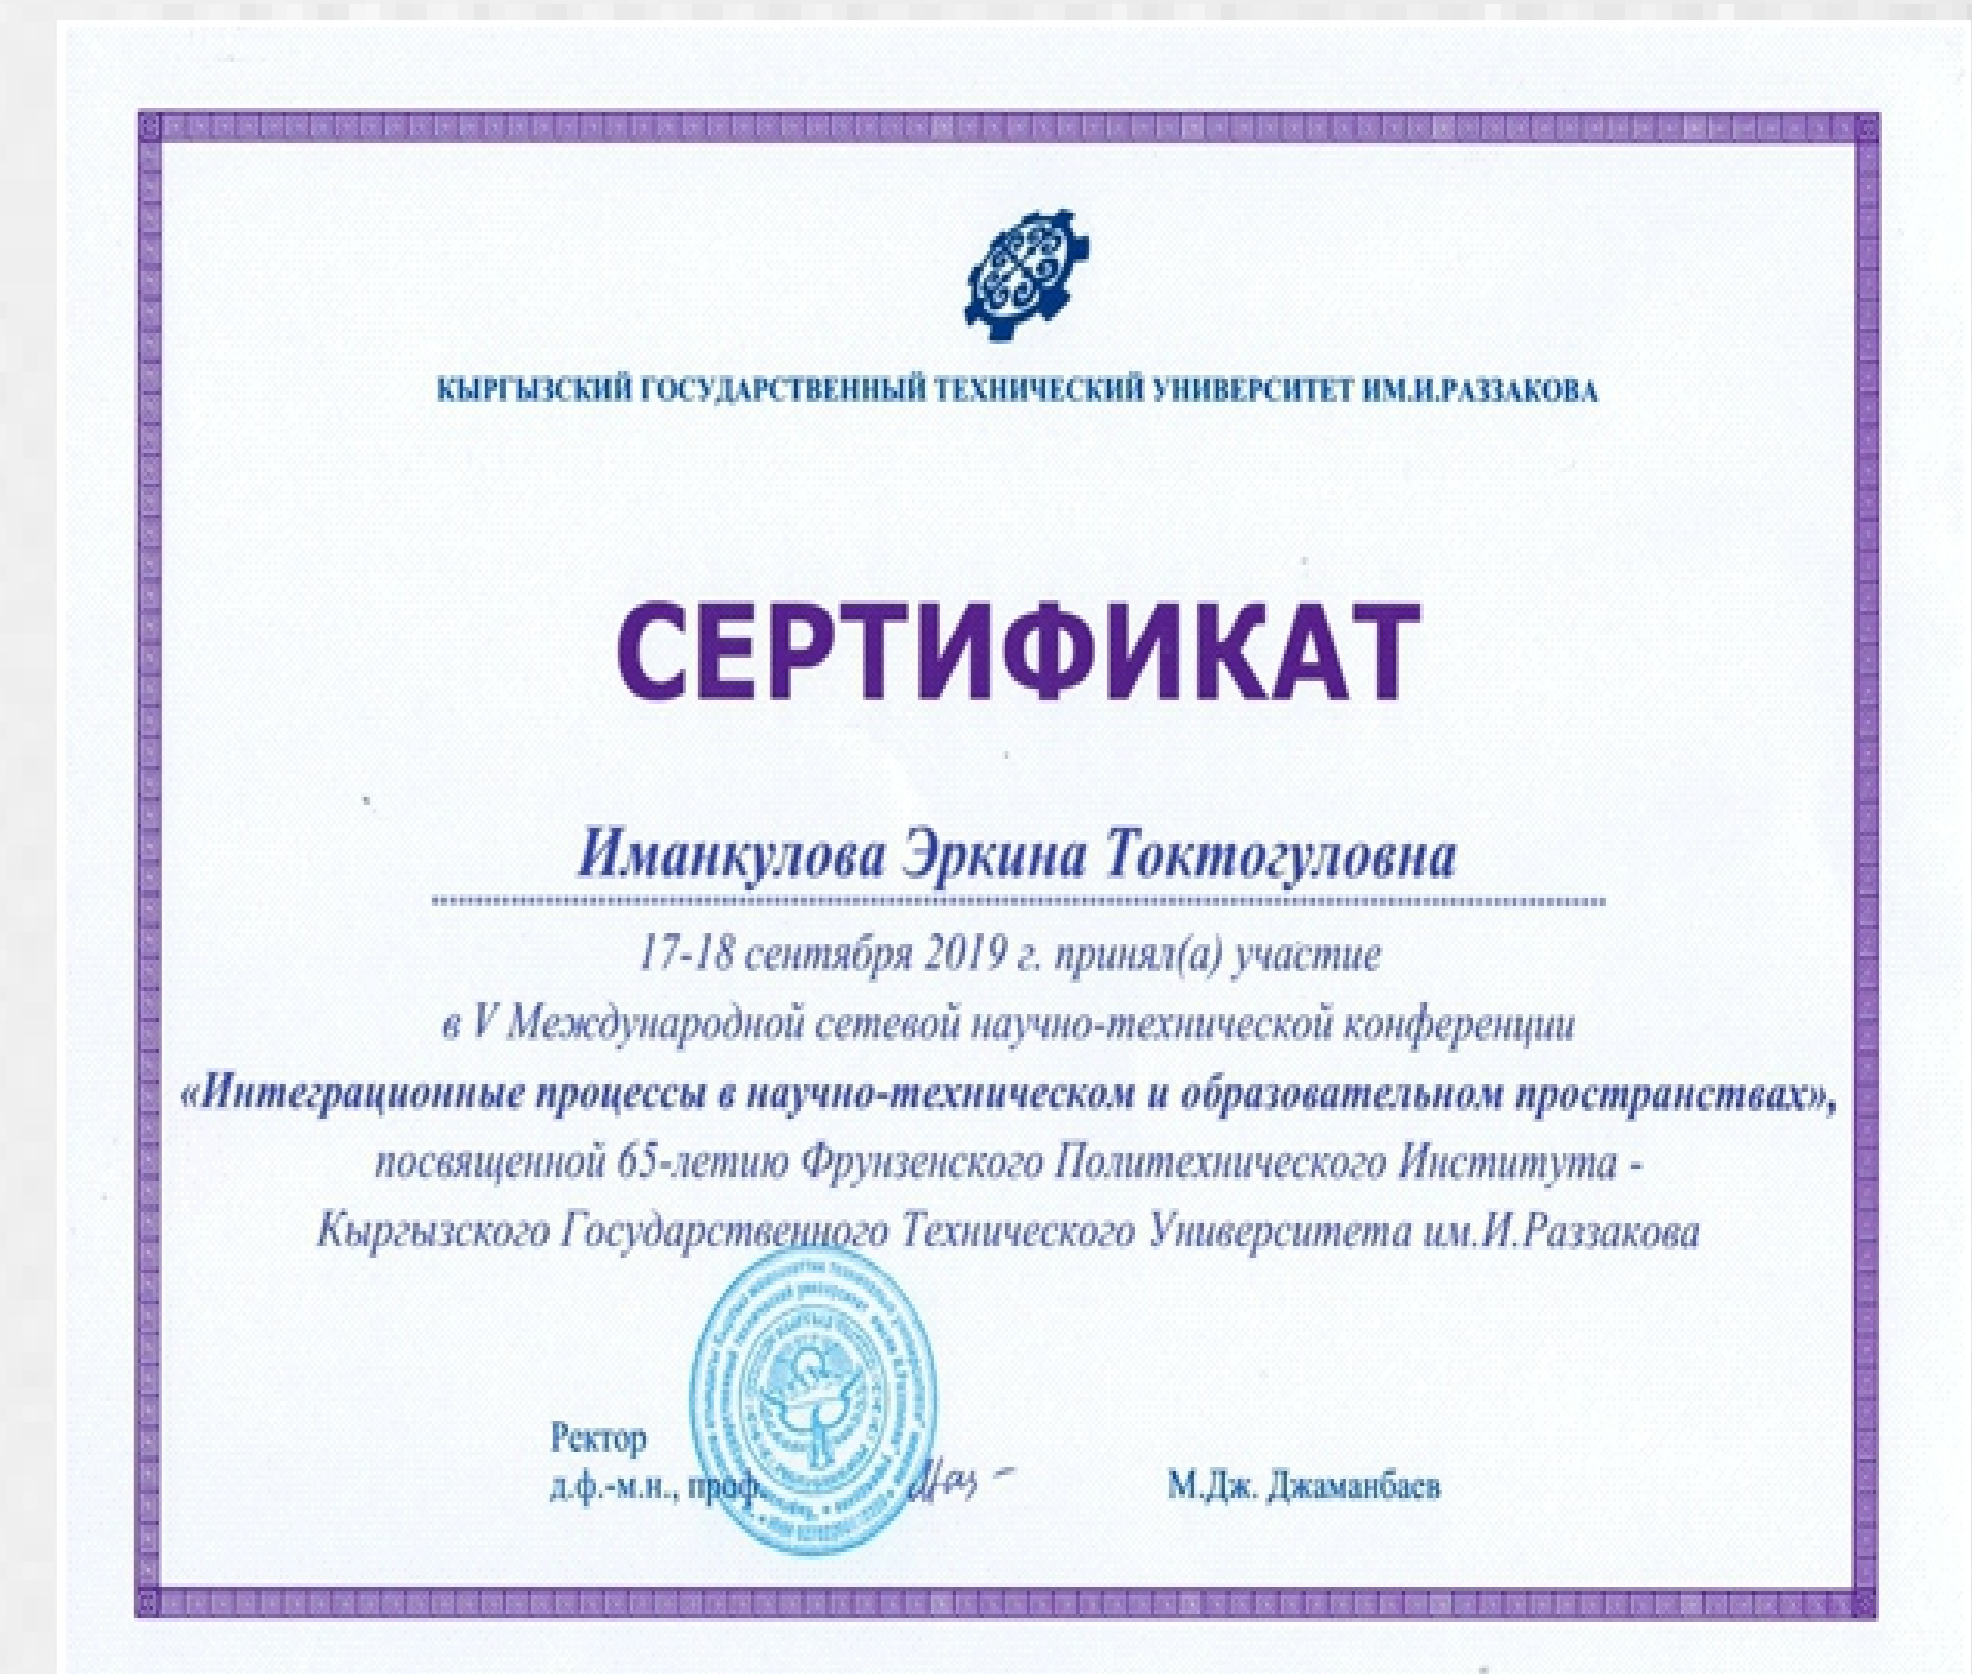 КЫРГЫЗСКИЙ ГОСУДАРСТВЕННЫЙ ТЕХНИЧЕСКИЙ УНИВЕРСИТЕТ ИМ.И.РАЗЗАКОВА
СЕРТИФИКАТ
Иманкулова Эркина Токтогуловна
17-18 сентября 2019 г. принял(а) участие
в V Международной сетевой научно-технической конференции
«Интеграционные процессы в научно-техническом и образовательном пространствах»,
посвященной 65-летию Фрунзенского Политехнического Института -
Кыргызского Государственного Технического Университета им.И.Раззакова
Ректор
д.ф.-м.н., проф.
М.Дж. Джаманбаев